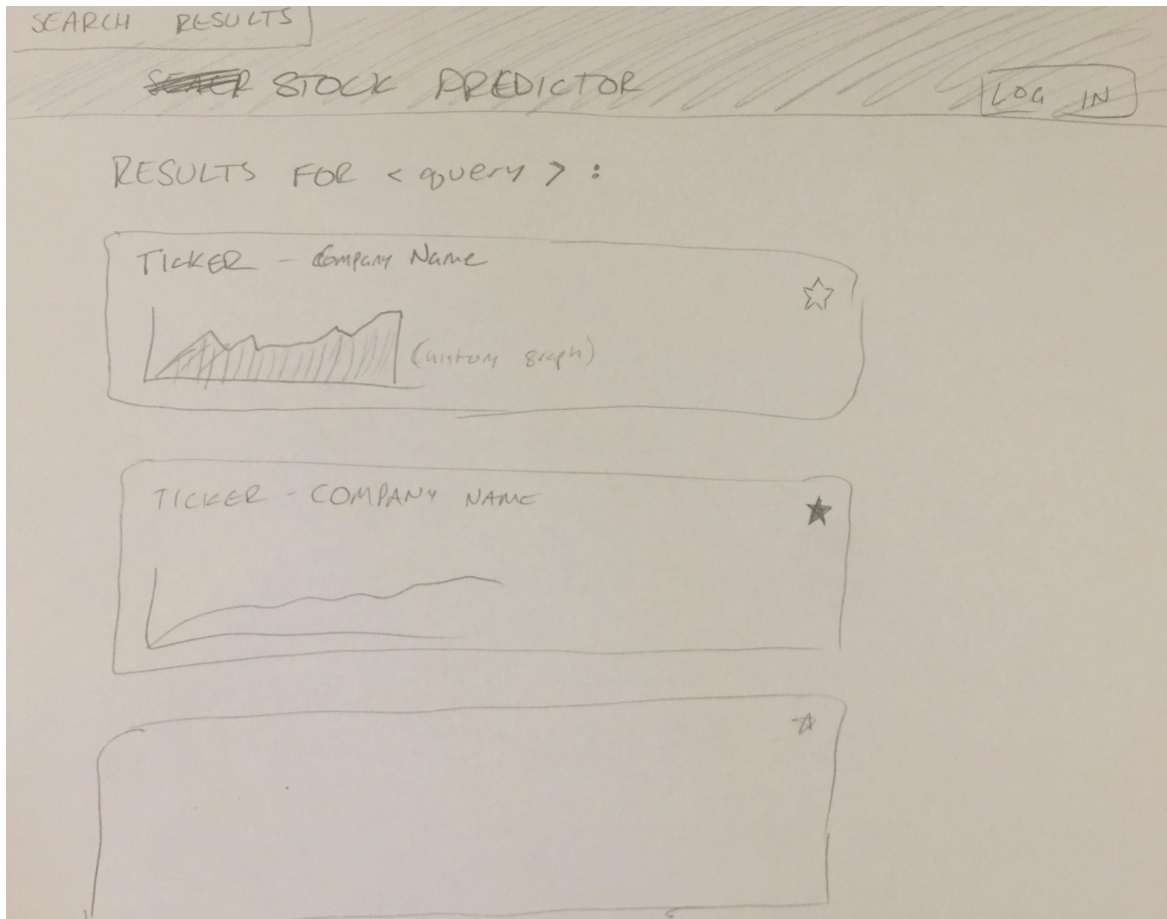 SEARCH RESULTS
STOCK PREDICTOR
LOG IN
RESULTS FOR < query > :
TICKER - Company Name
(custom graph)
TICKER - COMPANY NAME